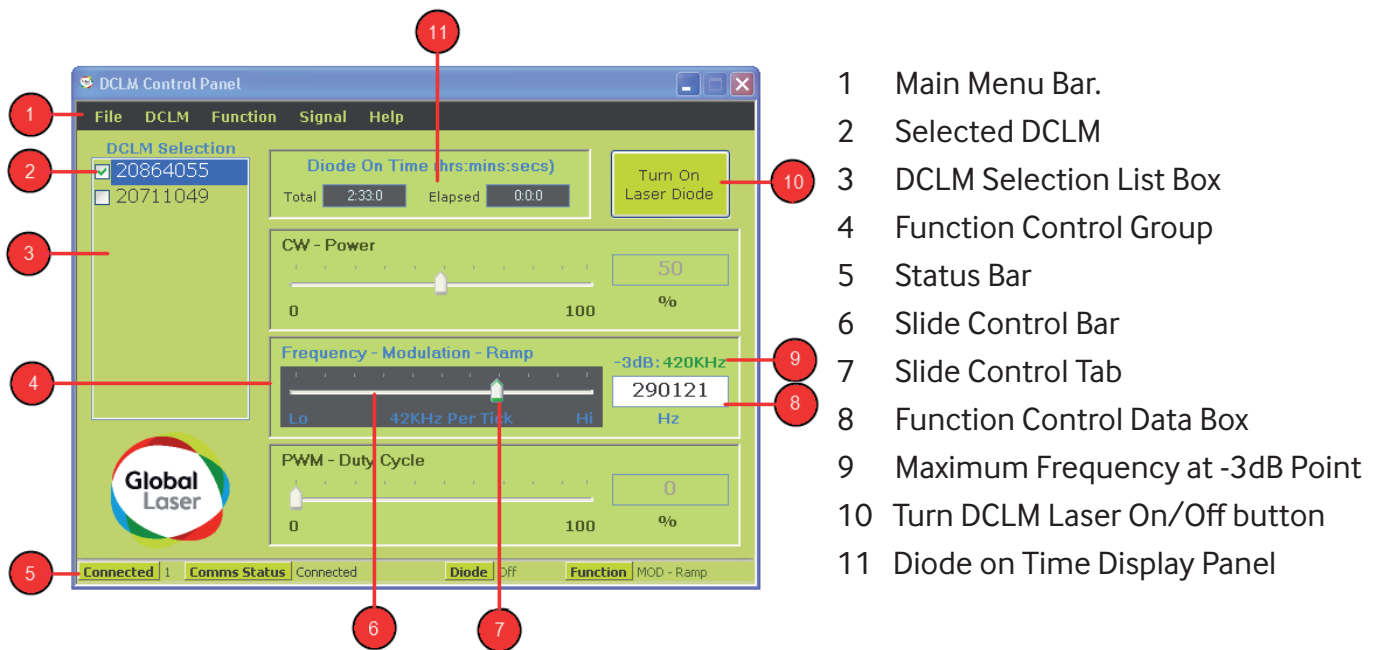 11
DCLM Control Panel
1
File DCLM Function Signal Help
DCLM Selection
2
20864055
20711049
3
Diode On Time (hrs:mins:secs)
Total 2:33:0 Elapsed 0:0:0
Turn On
Laser Diode
10
CW - Power
50
0 100 %
4
Frequency - Modulation - Ramp
-3dB: 420KHz
9
290121
8
Lo 42KHz Per Tick Hi Hz
PWM - Duty Cycle
0
0 100 %
Global
Laser
5
Connected 1 Comms Status Connected Diode Off Function MOD - Ramp
6
7
1 Main Menu Bar.
2 Selected DCLM
3 DCLM Selection List Box
4 Function Control Group
5 Status Bar
6 Slide Control Bar
7 Slide Control Tab
8 Function Control Data Box
9 Maximum Frequency at -3dB Point
10 Turn DCLM Laser On/Off button
11 Diode on Time Display Panel